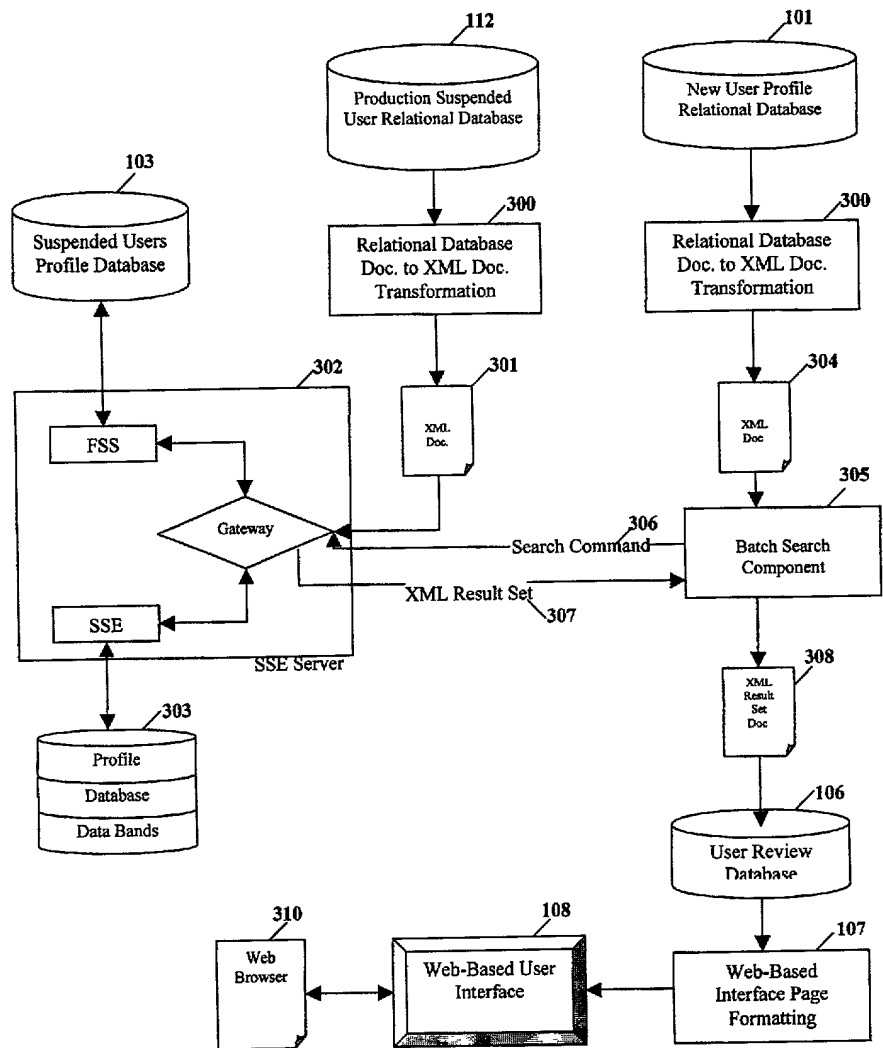 112
Production Suspended
User Relational Database
101
New User Profile
Relational Database
103
Suspended Users
Profile Database
300
Relational Database
Doc. to XML Doc.
Transformation
300
Relational Database
Doc. to XML Doc.
Transformation
302
301
XML
Doc.
304
XML
Doc
FSS
Gateway
SSE
SSE Server
306
Search Command
XML Result Set
307
305
Batch Search
Component
308
XML
Result
Set
Doc
303
Profile
Database
Data Bands
106
User Review
Database
310
Web
Browser
108
Web-Based User
Interface
107
Web-Based
Interface Page
Formatting